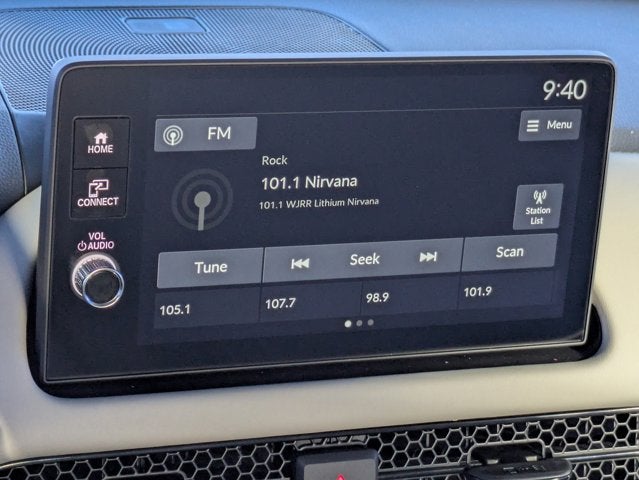 9:40
FM
Menu
HOME
Rock
101.1 Nirvana
101.1 WJRR Lithium Nirvana
CONNECT
Station
List
VOL
AUDIO
Tune
Seek
Scan
105.1
107.7
98.9
101.9